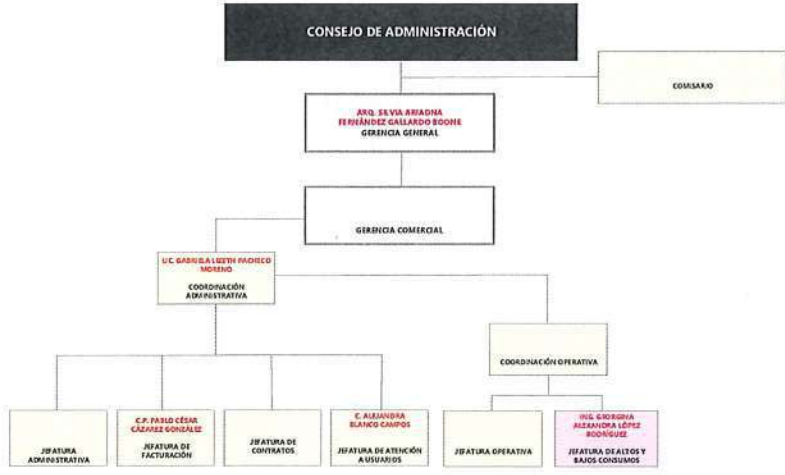 CONSEJO DE ADMINISTRACIÓN
COMISARIO
ARQ. SILVIA ARIADNA
FERNÁNDEZ GALLARDO BOONE
GERENCIA GENERAL
GERENCIA COMERCIAL
LIC. GABRIELA LIZETH PACHECO
MORENO
COORDINACIÓN
ADMINISTRATIVA
COORDINACIÓN OPERATIVA
JEFATURA
ADMINISTRATIVA
C.P. PABLO CÉSAR
CÁZAREZ GONZÁLEZ
JEFATURA DE
FACTURACIÓN
JEFATURA DE
CONTRATOS
C. ALEJANDRA
BLANCO CAMPOS
JEFATURA DE ATENCIÓN
A USUARIOS
JEFATURA OPERATIVA
ING. GEORGINA
ALEXANDRA LÓPEZ
RODRÍGUEZ
JEFATURA DE ALTOS Y
BAJOS CONSUMOS